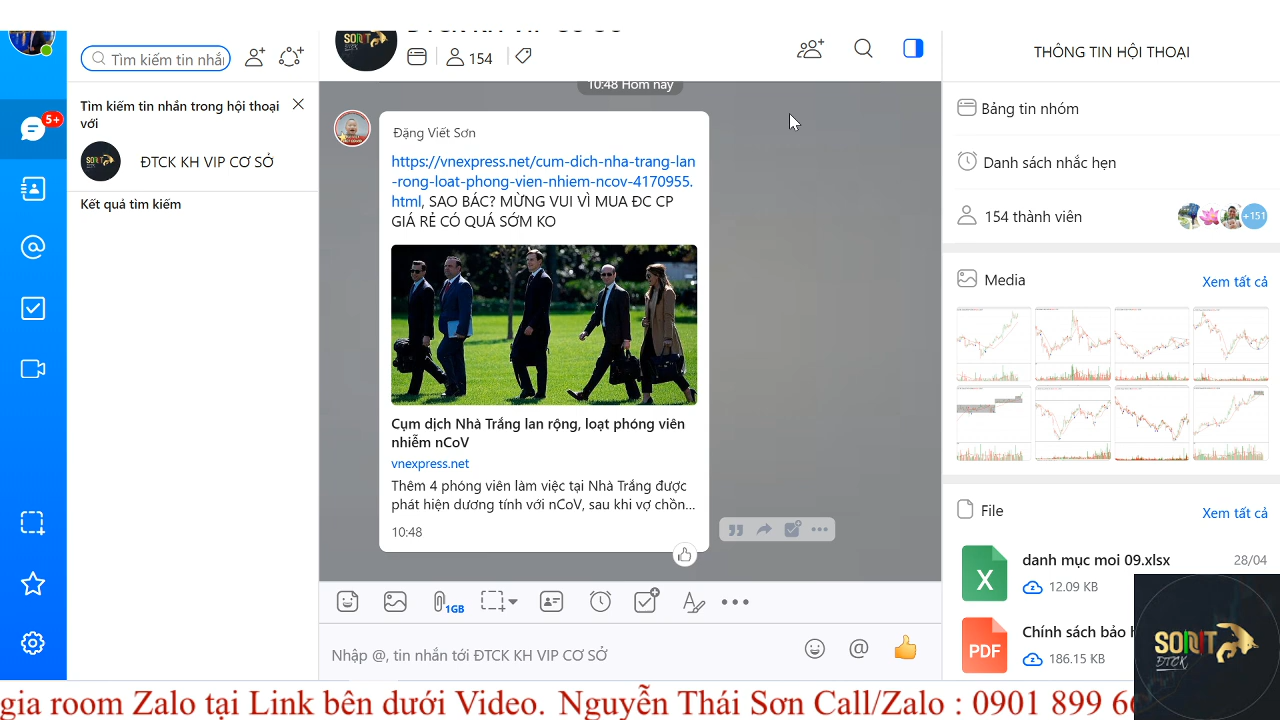 Tìm kiếm tin nhắ
Tìm kiếm tin nhắn trong hội thoại
với
ĐTCK KH VIP CƠ SỞ
Kết quả tìm kiếm
5+
154
10:48 Hôm nay
Đặng Viết Sơn
https://vnexpress.net/cum-dich-nha-trang-lan
-rong-loat-phong-vien-nhiem-ncov-4170955.
html, SAO BÁC? MỪNG VUI VÌ MUA ĐC CP
GIÁ RẺ CÓ QUÁ SỚM KO
Cụm dịch Nhà Trắng lan rộng, loạt phóng viên
nhiễm nCoV
vnexpress.net
Thêm 4 phóng viên làm việc tại Nhà Trắng được
phát hiện dương tính với nCoV, sau khi vợ chồn...
10:48
1GB
Nhập @, tin nhắn tới ĐTCK KH VIP CƠ SỞ
THÔNG TIN HỘI THOẠI
Bảng tin nhóm
Danh sách nhắc hẹn
154 thành viên
+151
Media
Xem tất cả
File
Xem tất cả
danh mục moi 09.xlsx
28/04
X
12.09 KB
Chính sách bảo
PDF
186.15 KB
ĐTCK
gia room Zalo tại Link bên dưới Video. Nguyễn Thái Sơn Call/Zalo : 0901 899 6